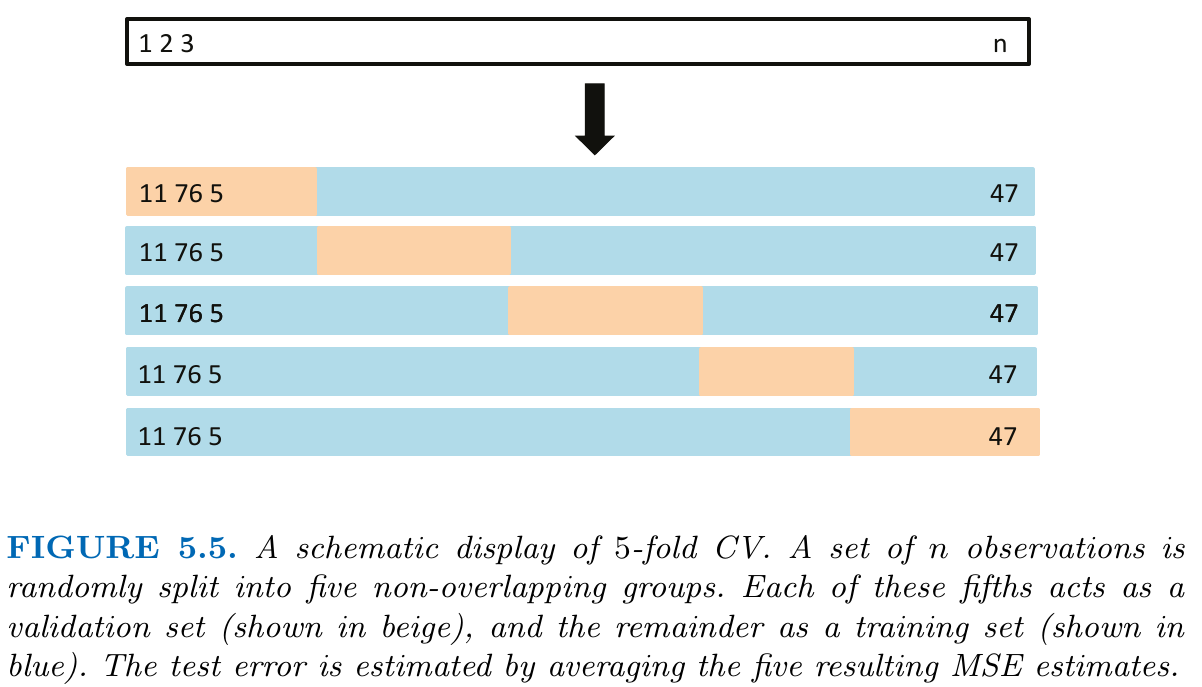 1 2 3 n
11 76 5 47
11 76 5 47
11 76 5 47
11 76 5 47
11 76 5 47
FIGURE 5.5. A schematic display of 5-fold CV. A set of n observations is
randomly split into five non-overlapping groups. Each of these fifths acts as a
validation set (shown in beige), and the remainder as a training set (shown in
blue). The test error is estimated by averaging the five resulting MSE estimates.